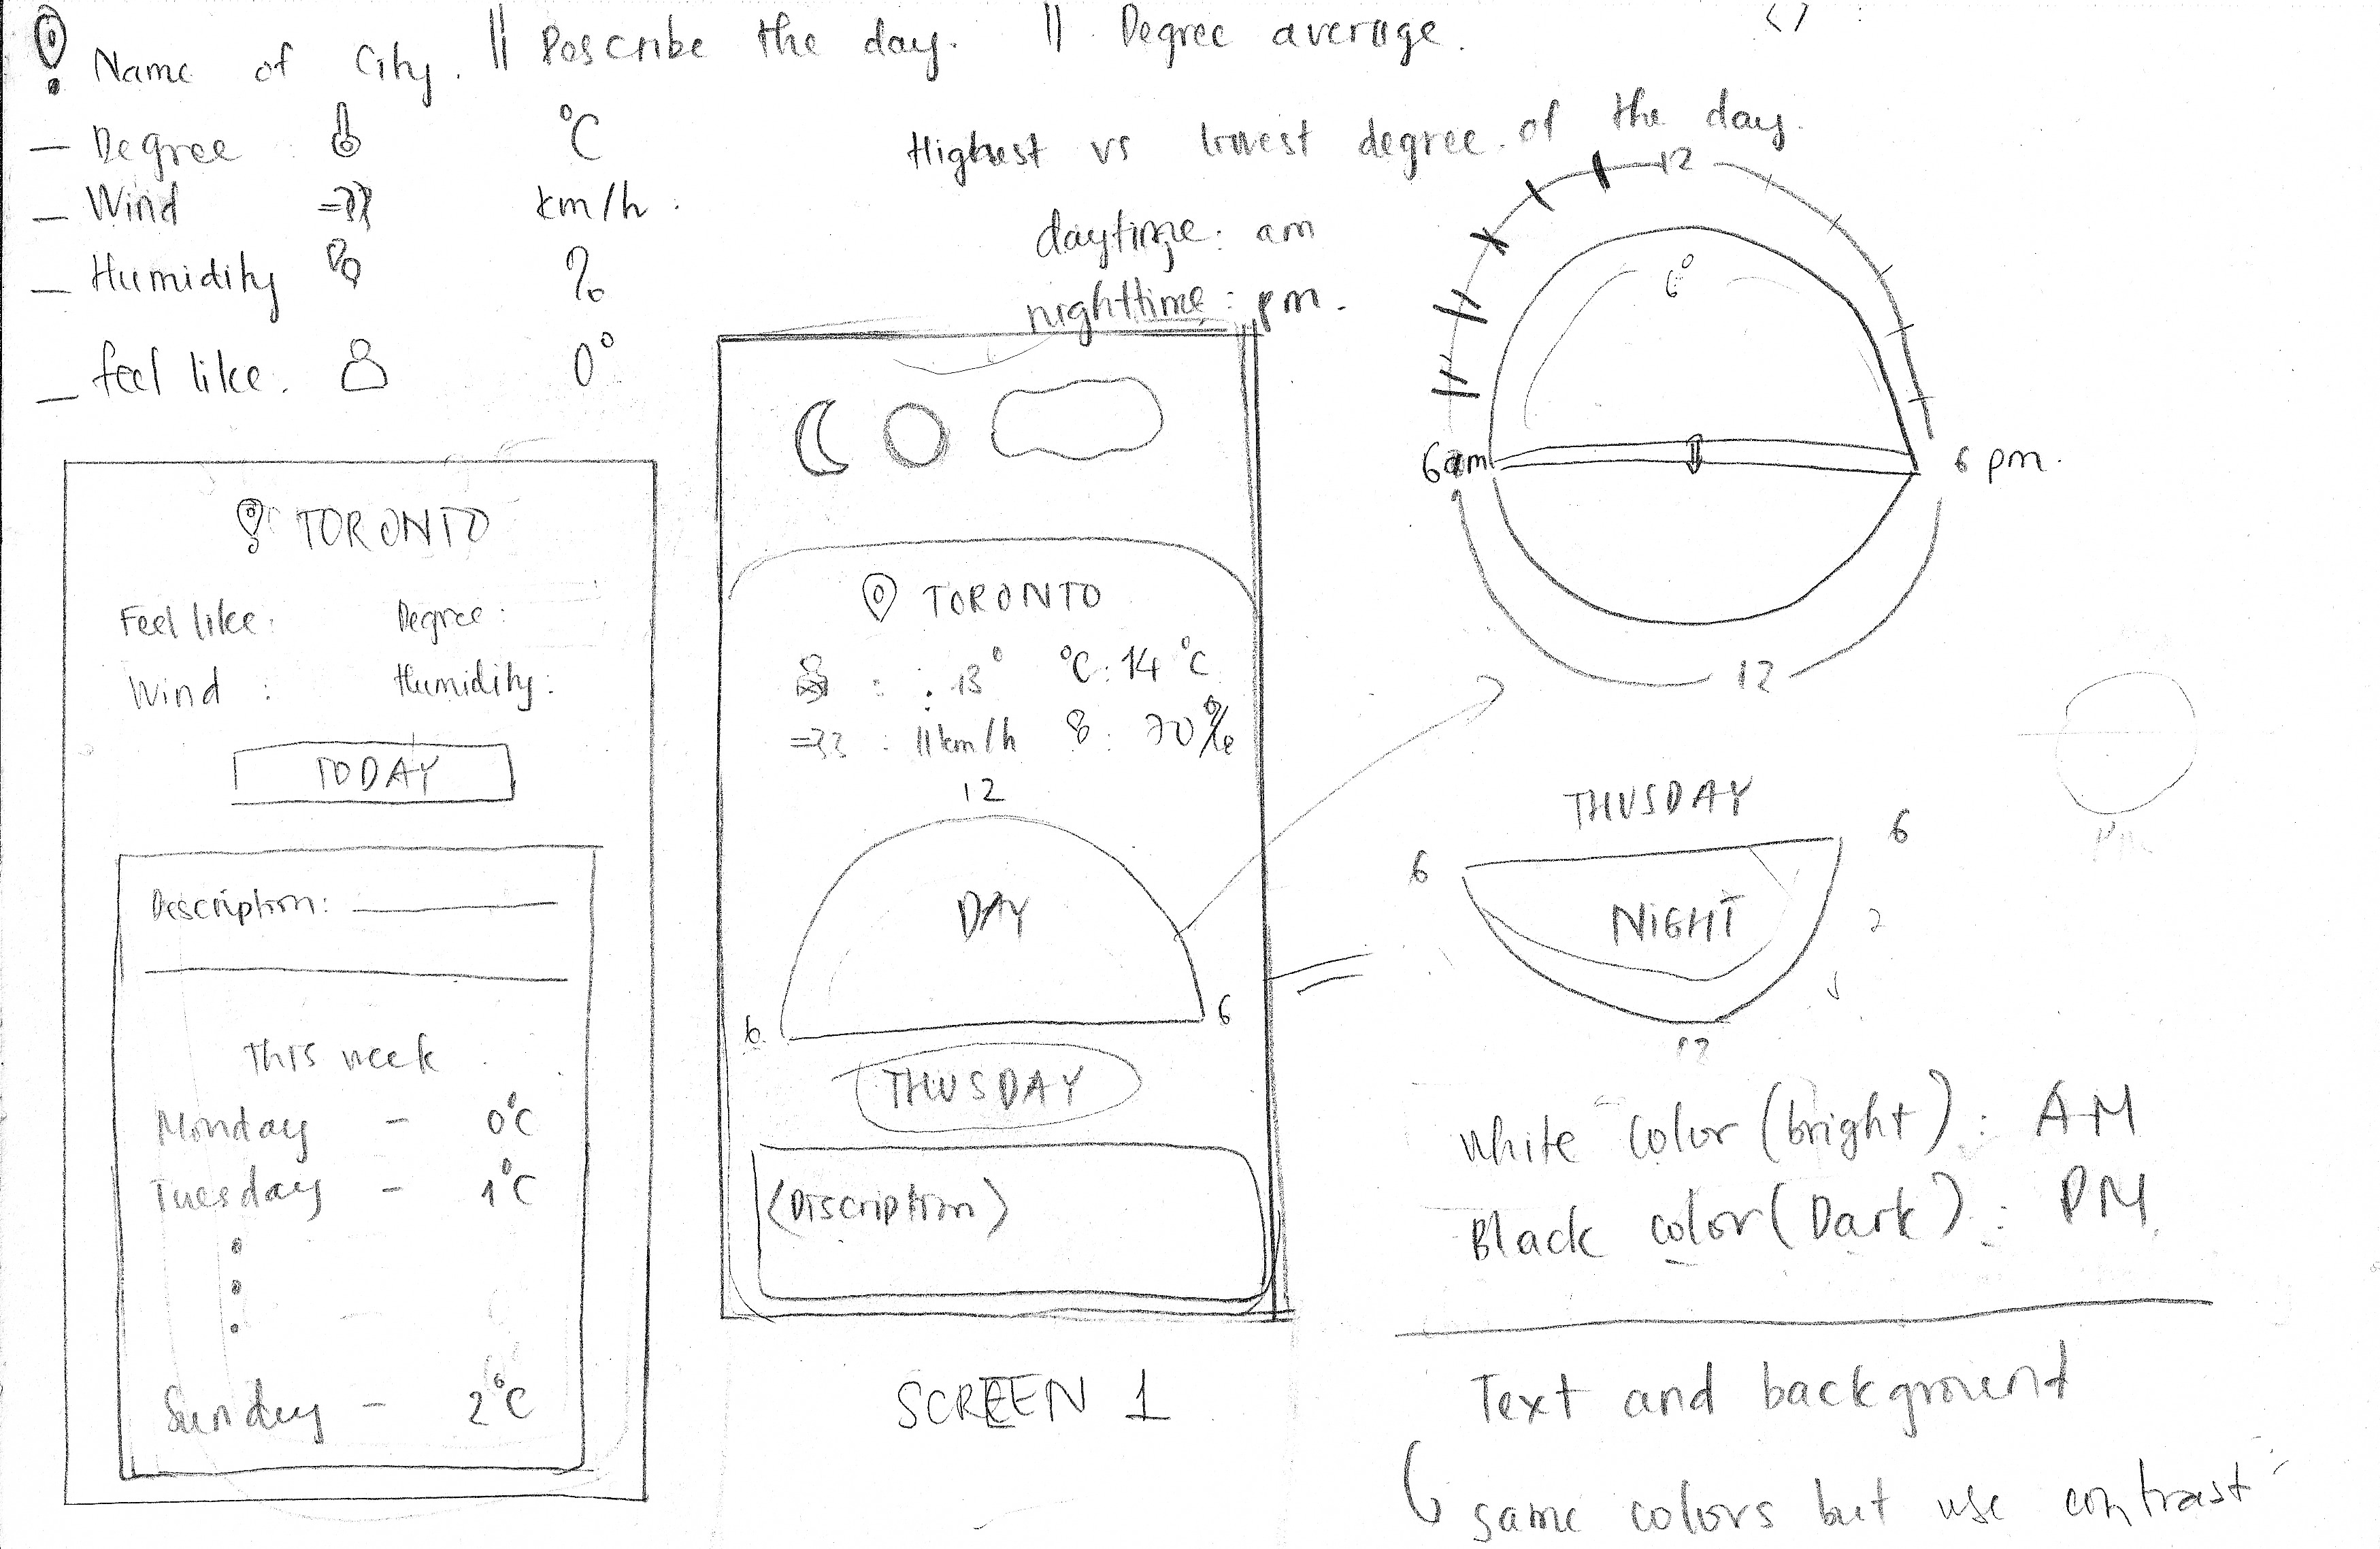 Name of City. || Describe the day. || Degree average.
- Degree °C
- Wind km/h.
- Humidity %
- feel like. 0°
Highest vs lowest degree of the day.
daytime: am
nighttime: pm.
12
6°
6am 6 pm.
12
TORONTO
Feel like: Degree:
Wind : Humidity:
TODAY
Description:
This week
Monday - 0°C
Tuesday - 1°C
Sunday - 2°C
TORONTO
: 13° °C: 14°C
: 11km/h : 70%
12
DAY
6 6
THUSDAY
<Discription>
SCREEN 1
THUSDAY
6 6
NIGHT
12
White color (bright): AM
Black color (Dark): PM
Text and background
same colors but use contrast